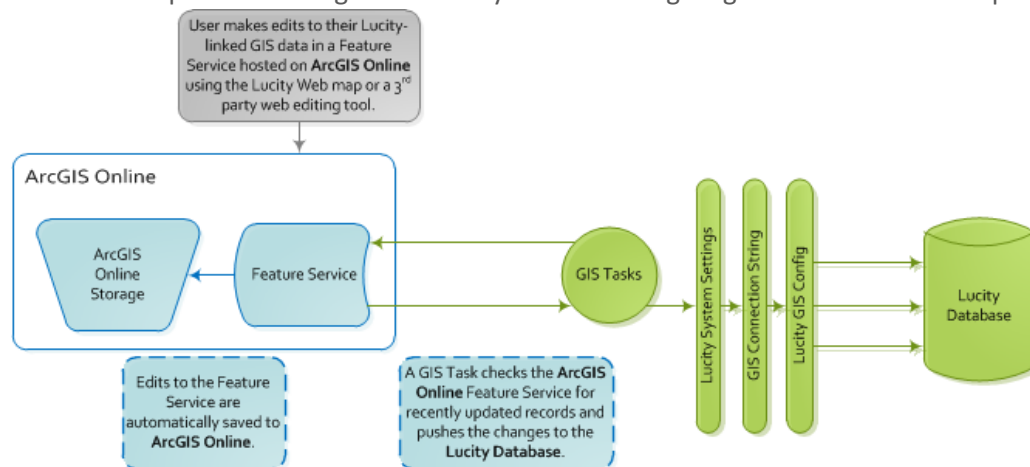 User makes edits to their Lucity-
linked GIS data in a Feature
Service hosted on ArcGIS Online
using the Lucity Web map or a 3rd
party web editing tool.
ArcGIS Online
ArcGIS
Online
Storage
Feature Service
GIS Tasks
Lucity System Settings
GIS Connection String
Lucity GIS Config
Lucity
Database
Edits to the Feature
Service are
automatically saved to
ArcGIS Online.
A GIS Task checks the ArcGIS
Online Feature Service for
recently updated records and
pushes the changes to the
Lucity Database.